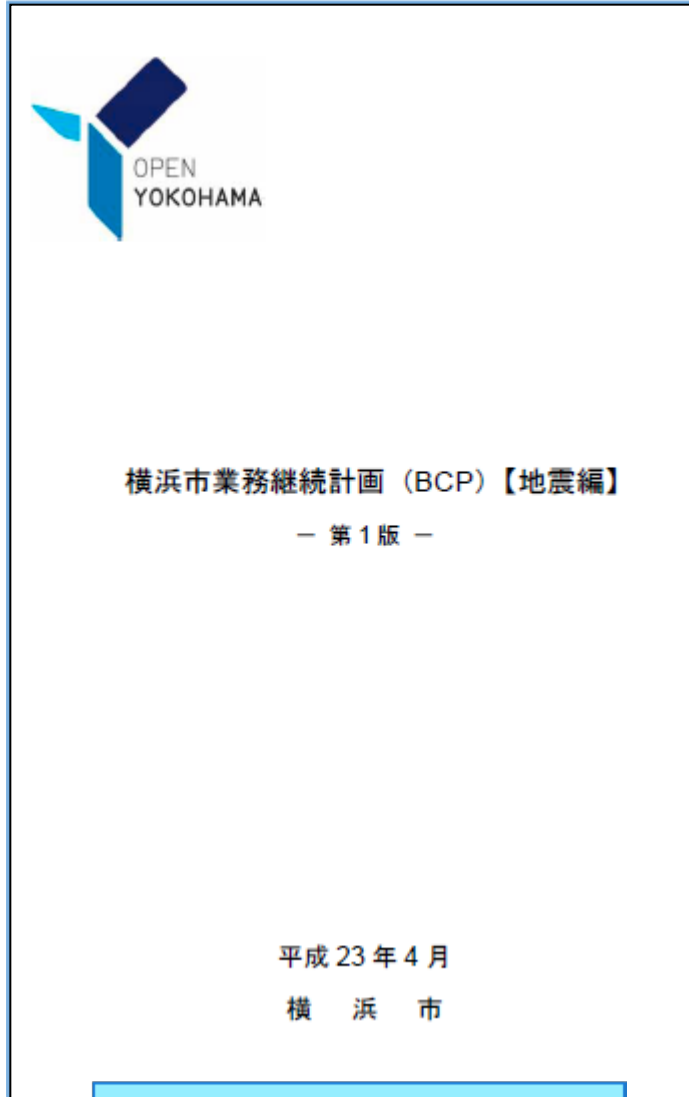 OPEN
YOKOHAMA
横浜市業務継続計画（BCP）【地震編】
－ 第1版 －
平成 23 年 4 月
横 浜 市